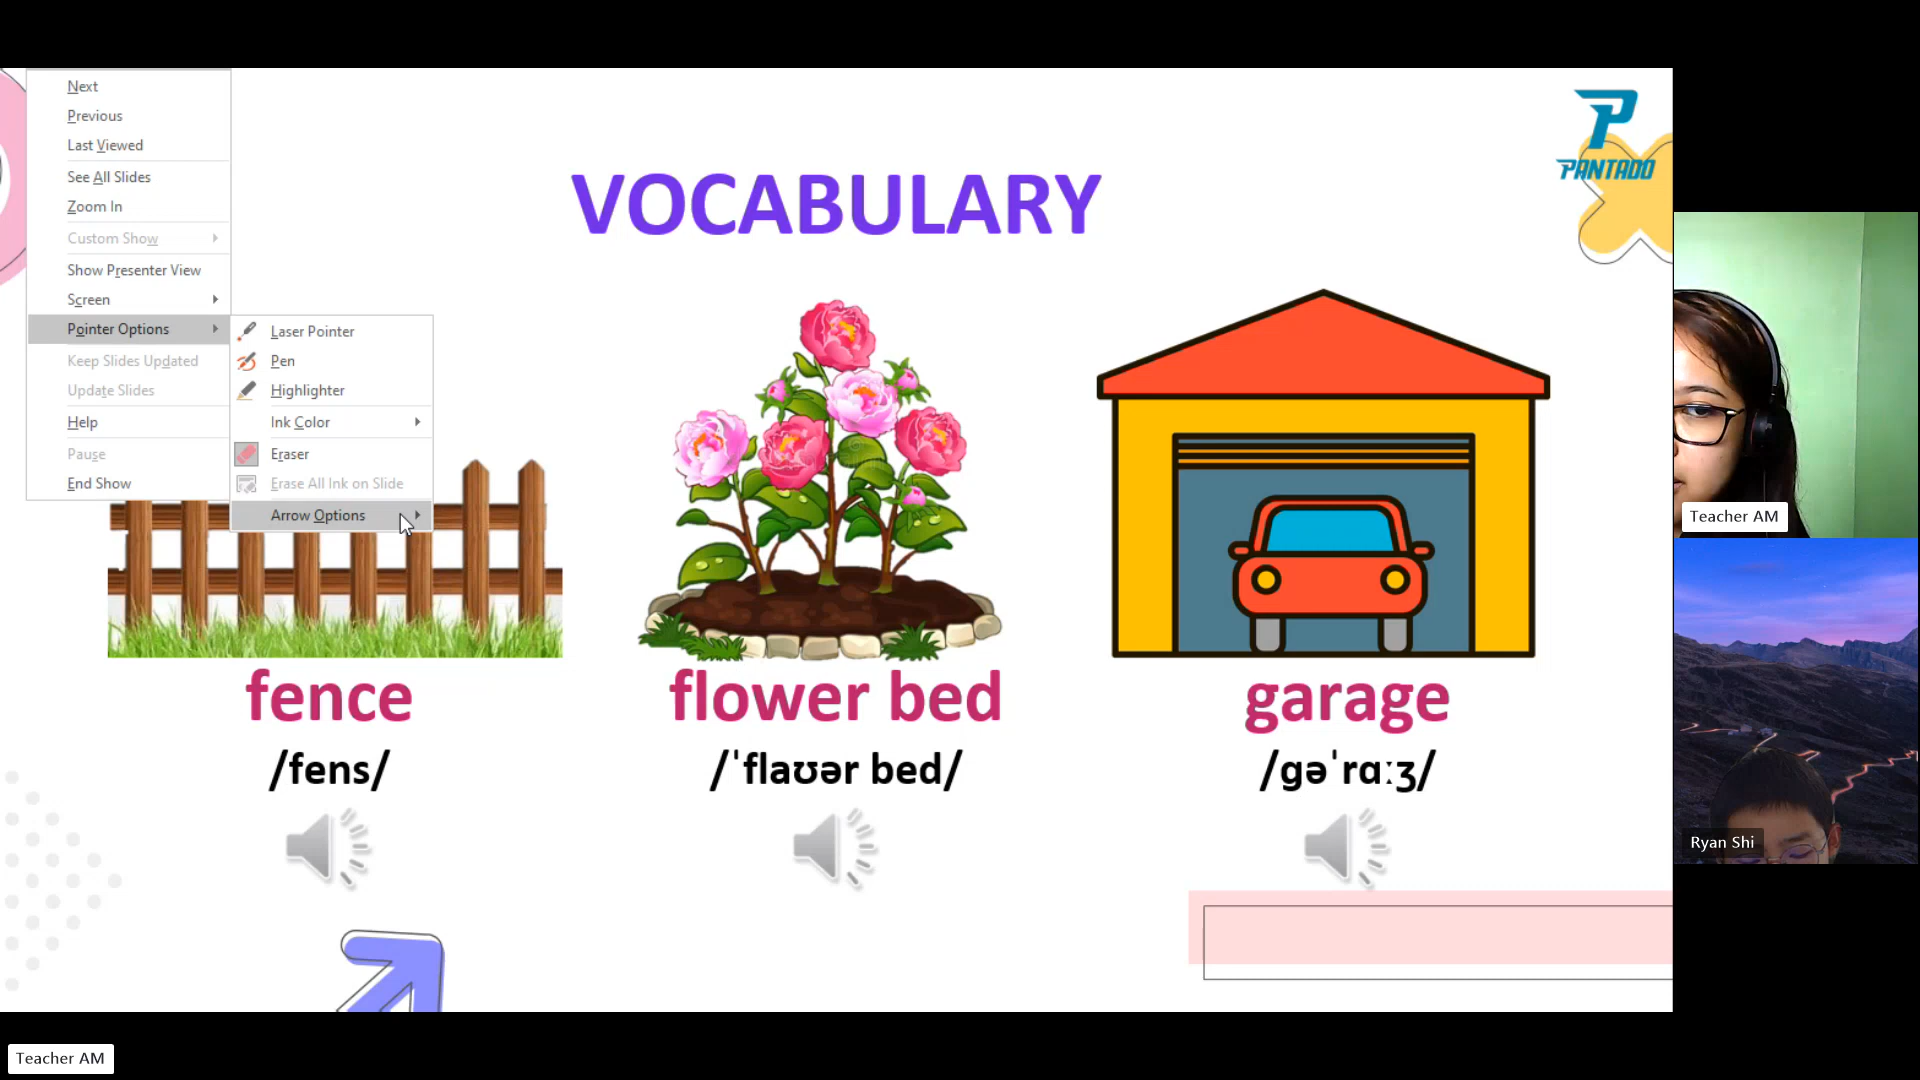 Next
Previous
Last Viewed
See All Slides
Zoom In
Custom Show
Show Presenter View
Screen
Pointer Options
Keep Slides Updated
Update Slides
Help
Pause
End Show
Laser Pointer
Pen
Highlighter
Ink Color
Eraser
Erase All Ink on Slide
Arrow Options
PANTADO
VOCABULARY
fence
flower bed
garage
/fens/
/ˈflaʊər bed/
/ɡəˈrɑːʒ/
Teacher AM
Ryan Shi
Teacher AM